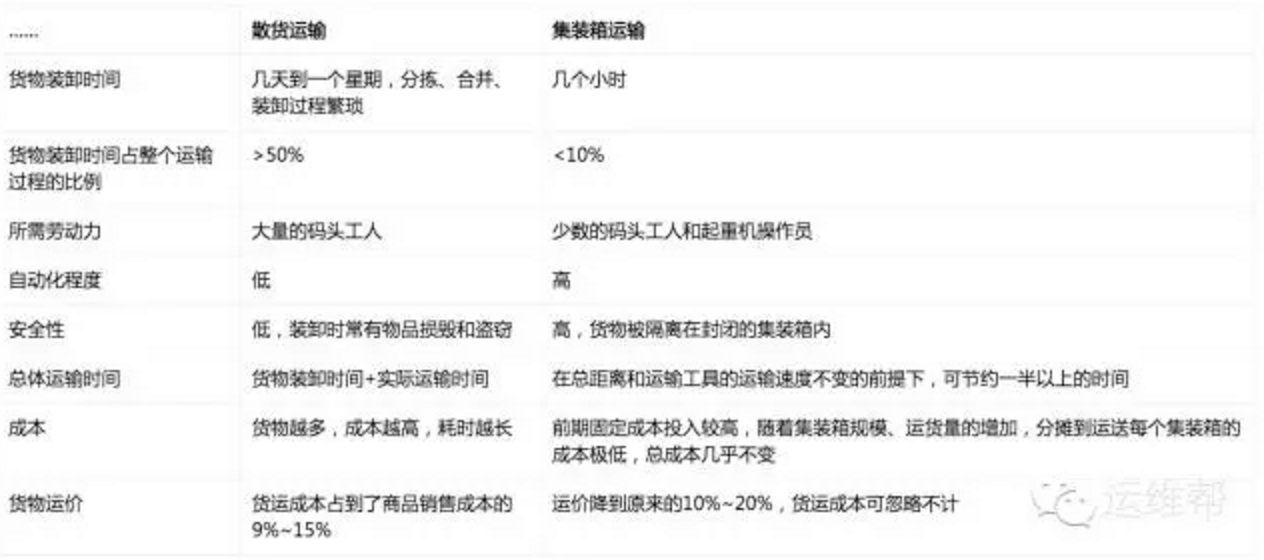 ......
散货运输
集装箱运输
货物装卸时间
几天到一个星期，分拣、合并、
装卸过程繁琐
几个小时
货物装卸时间占整个运输
过程的比例
>50%
<10%
所需劳动力
大量的码头工人
少数的码头工人和起重机操作员
自动化程度
低
高
安全性
低，装卸时常有物品损毁和盗窃
高，货物被隔离在封闭的集装箱内
总体运输时间
货物装卸时间+实际运输时间
在总距离和运输工具的运输速度不变的前提下，可节约一半以上的时间
成本
货物越多，成本越高，耗时越长
前期固定成本投入较高，随着集装箱规模、运货量的增加，分摊到运送每个集装箱的
成本极低，总成本几乎不变
货物运价
货运成本占到了商品销售成本的
9%~15%
运价降到原来的10%~20%，货运成本可忽略不计
运维帮